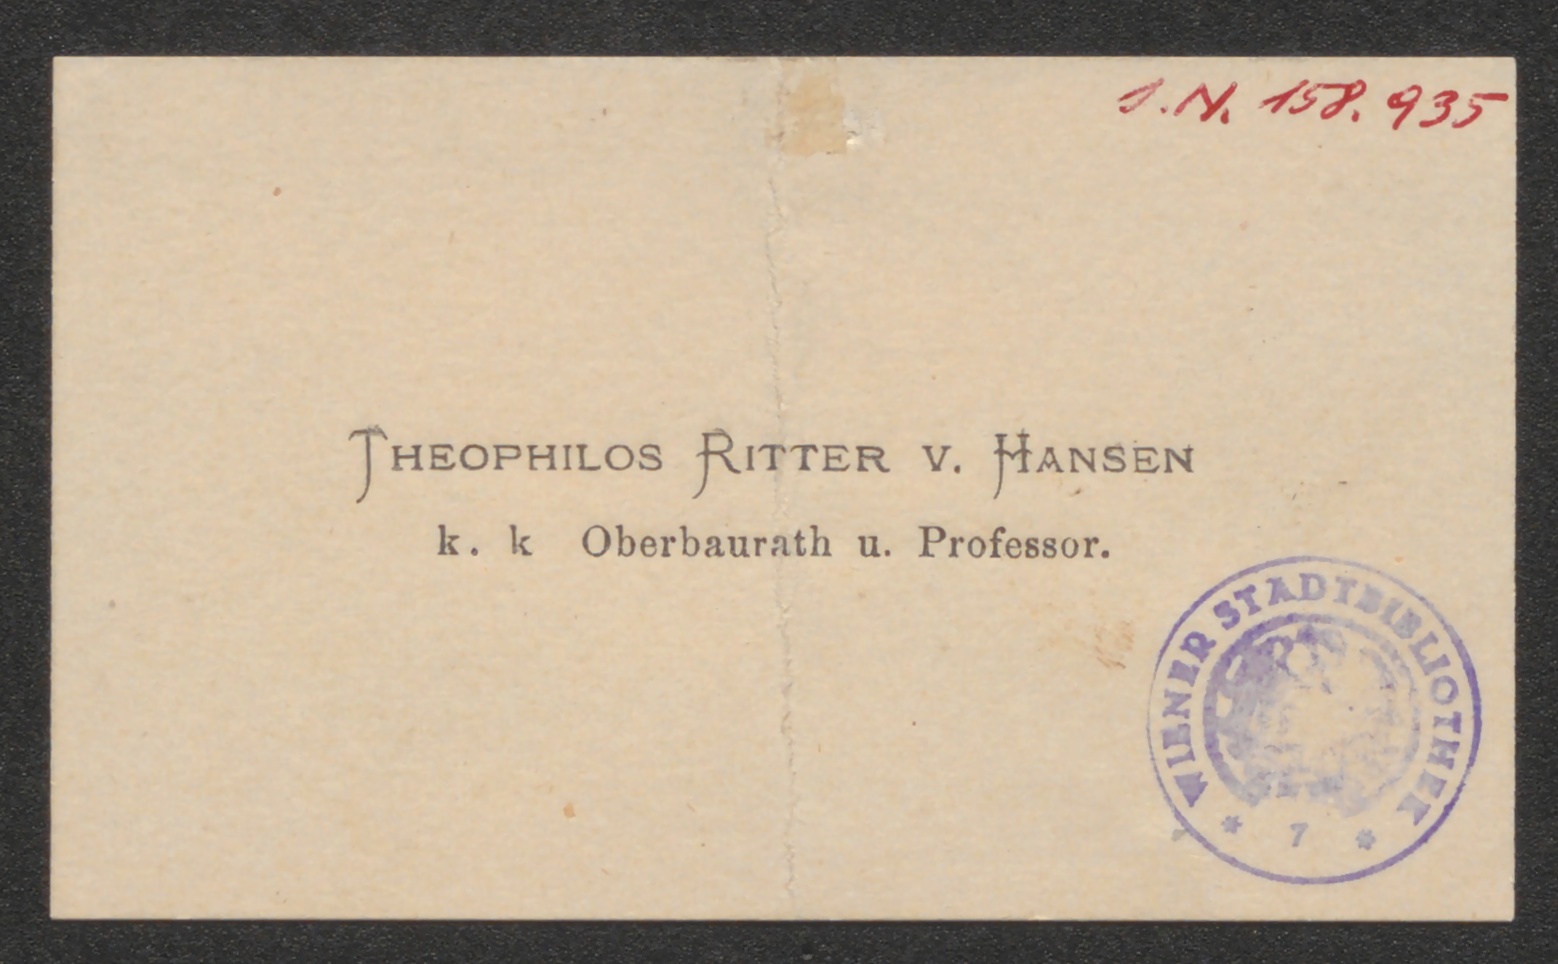 I.N. 158.935
THEOPHILOS RITTER V. HANSEN
k. k Oberbaurath u. Professor.
WIENER STADTBIBLIOTHEK
* 7 *